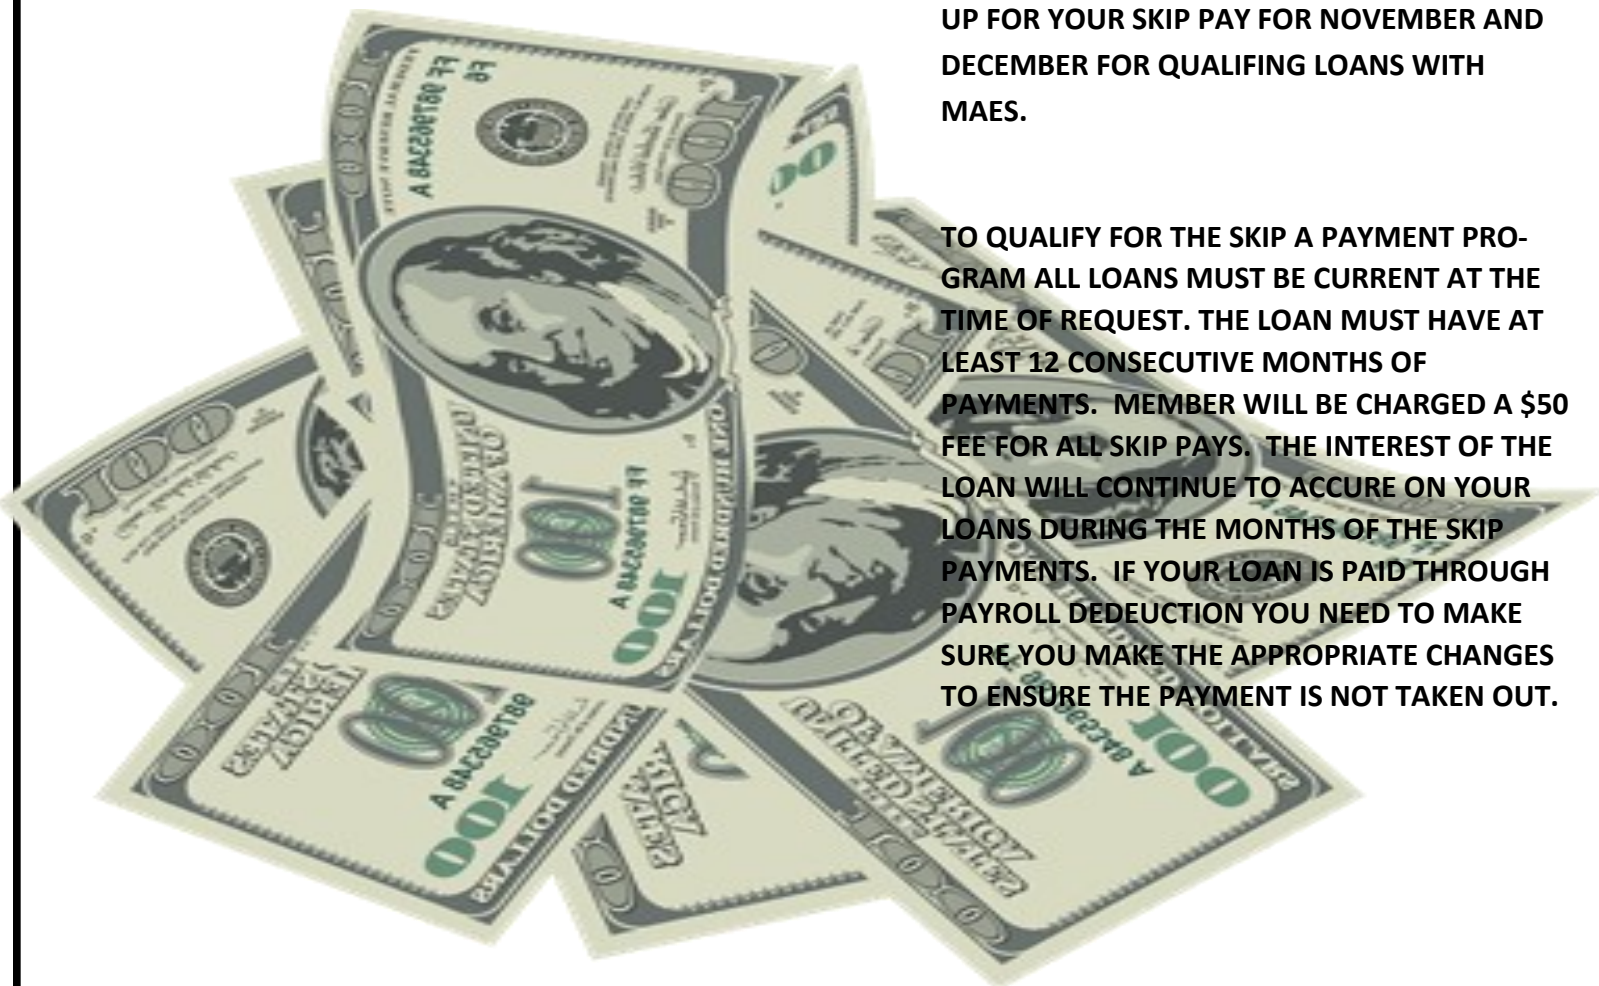 UP FOR YOUR SKIP PAY FOR NOVEMBER AND
DECEMBER FOR QUALIFING LOANS WITH
MAES.
TO QUALIFY FOR THE SKIP A PAYMENT PRO-
GRAM ALL LOANS MUST BE CURRENT AT THE
TIME OF REQUEST. THE LOAN MUST HAVE AT
LEAST 12 CONSECUTIVE MONTHS OF
PAYMENTS.  MEMBER WILL BE CHARGED A $50
FEE FOR ALL SKIP PAYS.  THE INTEREST OF THE
LOAN WILL CONTINUE TO ACCURE ON YOUR
LOANS DURING THE MONTHS OF THE SKIP
PAYMENTS.  IF YOUR LOAN IS PAID THROUGH
PAYROLL DEDEUCTION YOU NEED TO MAKE
SURE YOU MAKE THE APPROPRIATE CHANGES
TO ENSURE THE PAYMENT IS NOT TAKEN OUT.